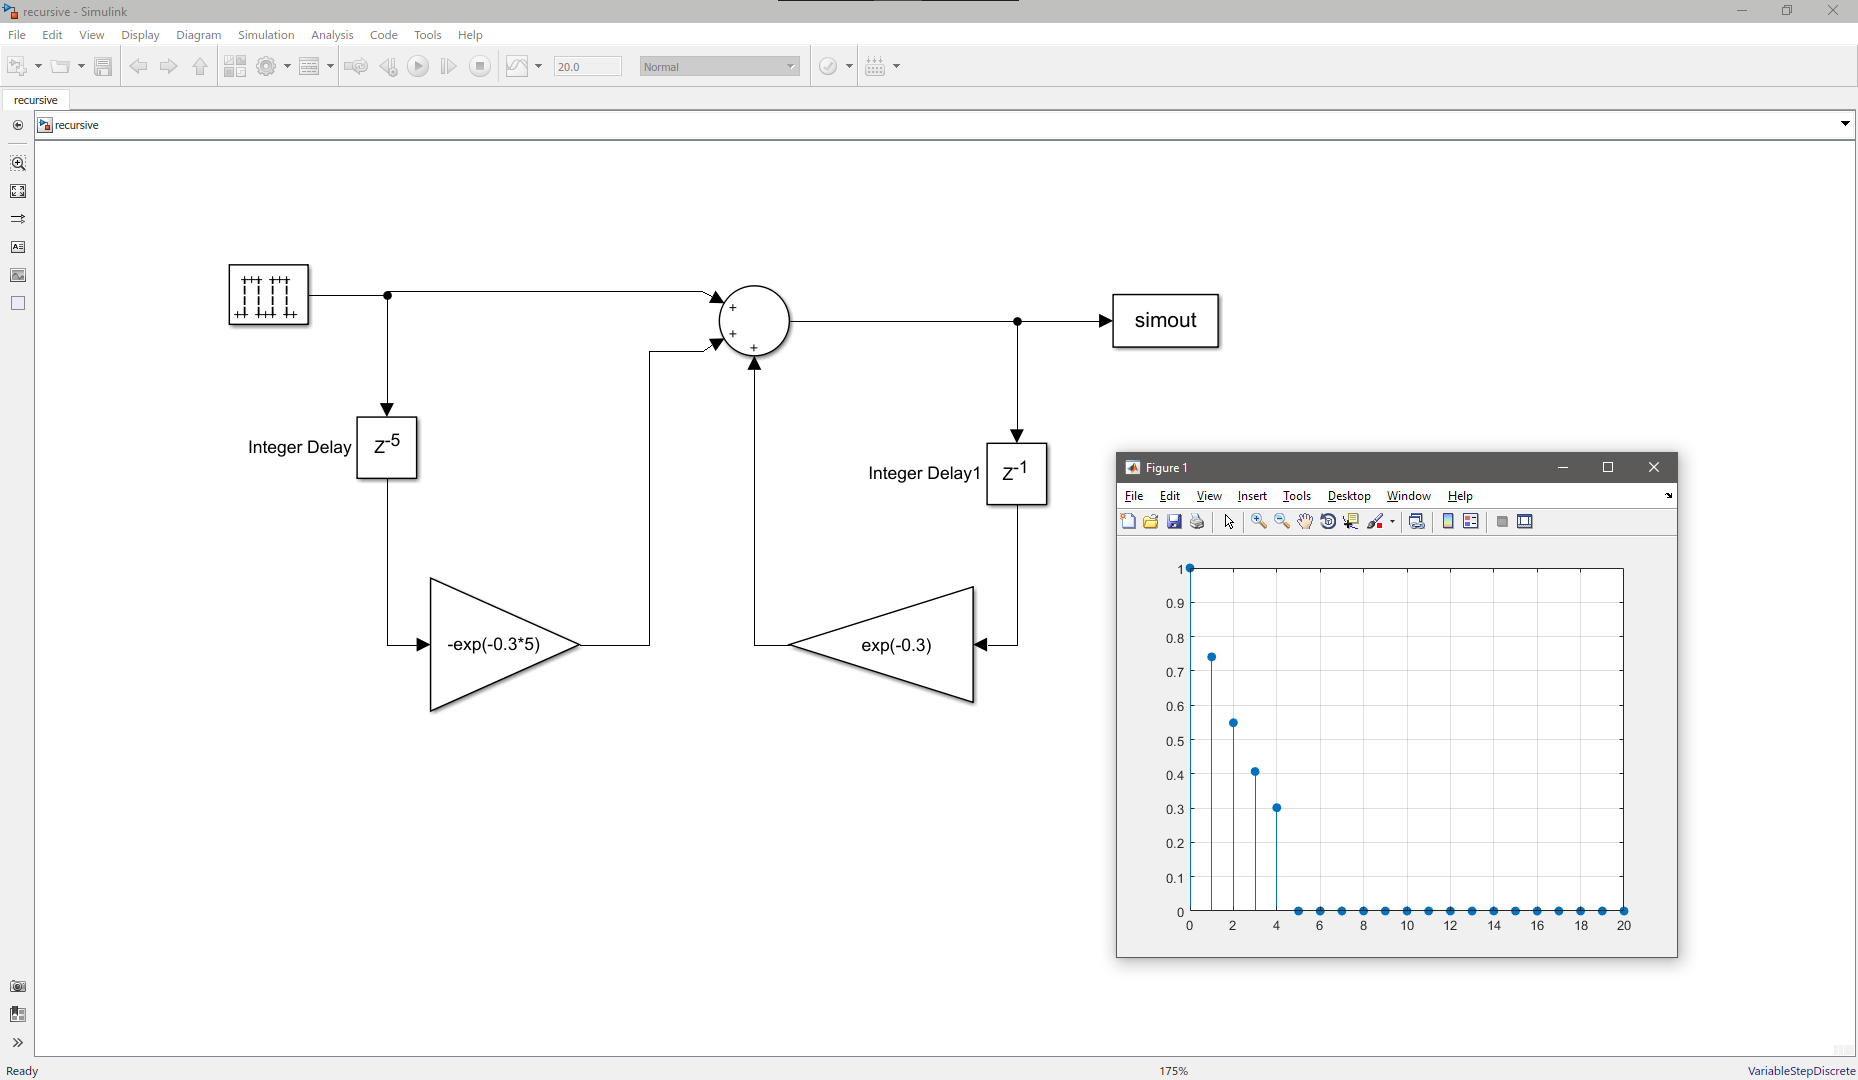 recursive - Simulink
File Edit View Display Diagram Simulation Analysis Code Tools Help
20.0 Normal
recursive
recursive
+
+
+
simout
Integer Delay
Z-5
Integer Delay1
Z-1
-exp(-0.3*5)
exp(-0.3)
Figure 1
File Edit View Insert Tools Desktop Window Help
1
0.9
0.8
0.7
0.6
0.5
0.4
0.3
0.2
0.1
0
0 2 4 6 8 10 12 14 16 18 20
Ready 175% VariableStepDiscrete